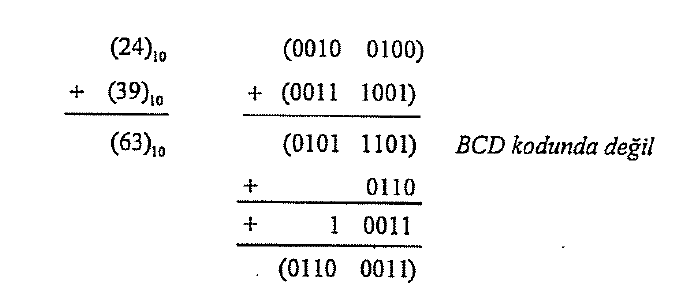 (24)₁₀ (0010 0100)
+ (39)₁₀ + (0011 1001)
(63)₁₀ (0101 1101) BCD kodunda değil
+ 0110
+ 1 0011
(0110 0011)